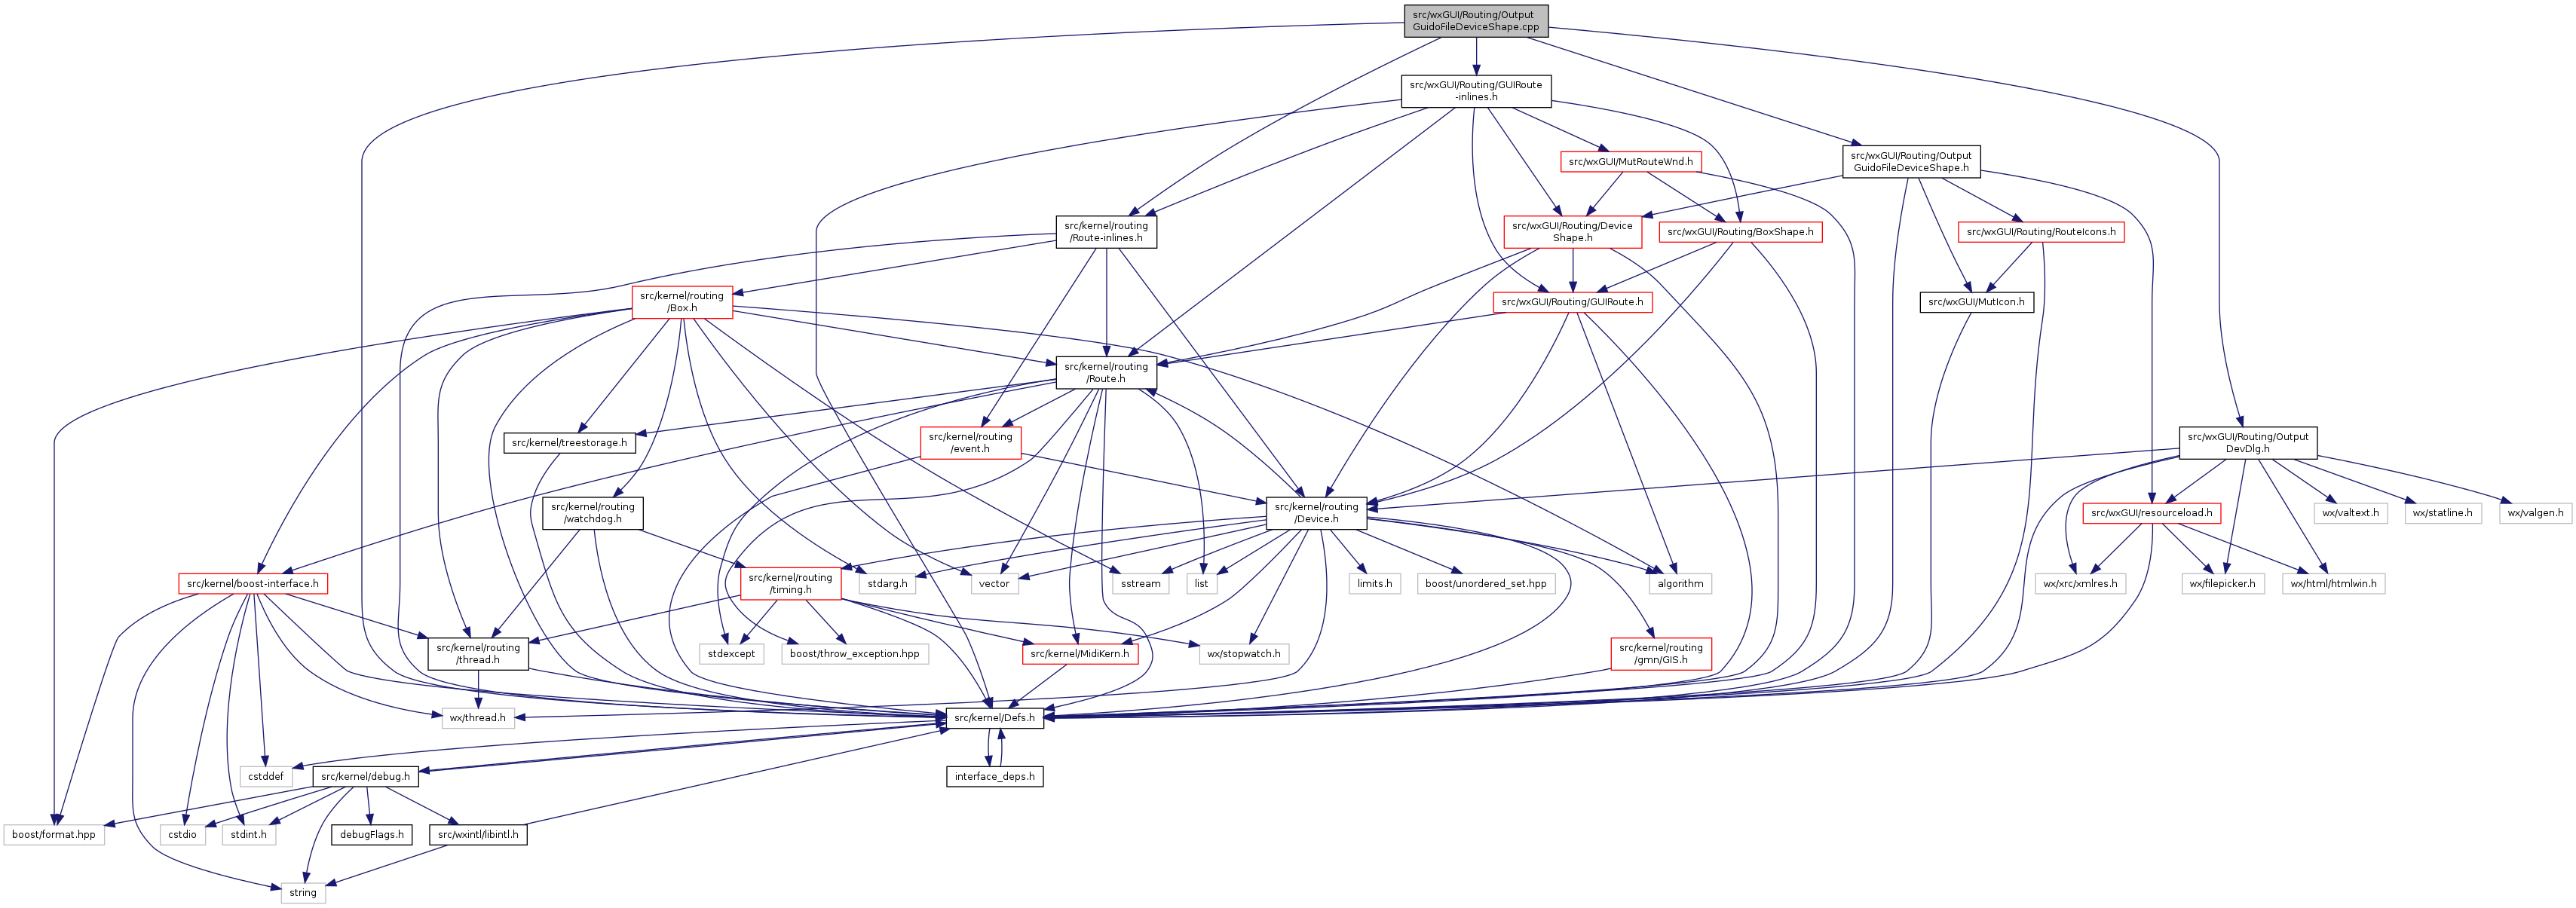 src/wxGUI/Routing/Output
GuidoFileDeviceShape.cpp
src/wxGUI/Routing/GUIRoute
-inlines.h
src/wxGUI/MutRouteWnd.h
src/wxGUI/Routing/Output
GuidoFileDeviceShape.h
src/kernel/routing
/Route-inlines.h
src/wxGUI/Routing/Device
Shape.h
src/wxGUI/Routing/BoxShape.h
src/wxGUI/Routing/RouteIcons.h
src/kernel/routing
/Box.h
src/wxGUI/Routing/GUIRoute.h
src/wxGUI/MutIcon.h
src/kernel/routing
/Route.h
src/kernel/treestorage.h
src/kernel/routing
/event.h
src/wxGUI/Routing/Output
DevDlg.h
src/kernel/routing
/watchdog.h
src/kernel/routing
/Device.h
src/wxGUI/resourceload.h
wx/valtext.h
wx/statline.h
wx/valgen.h
src/kernel/boost-interface.h
src/kernel/routing
/timing.h
stdarg.h
vector
sstream
list
limits.h
boost/unordered_set.hpp
algorithm
wx/xrc/xmlres.h
wx/filepicker.h
wx/html/htmlwin.h
src/kernel/routing
/thread.h
stdexcept
boost/throw_exception.hpp
src/kernel/MidiKern.h
wx/stopwatch.h
src/kernel/routing
/gmn/GIS.h
wx/thread.h
src/kernel/Defs.h
cstddef
src/kernel/debug.h
interface_deps.h
boost/format.hpp
cstdio
stdint.h
debugFlags.h
src/wxintl/libintl.h
string